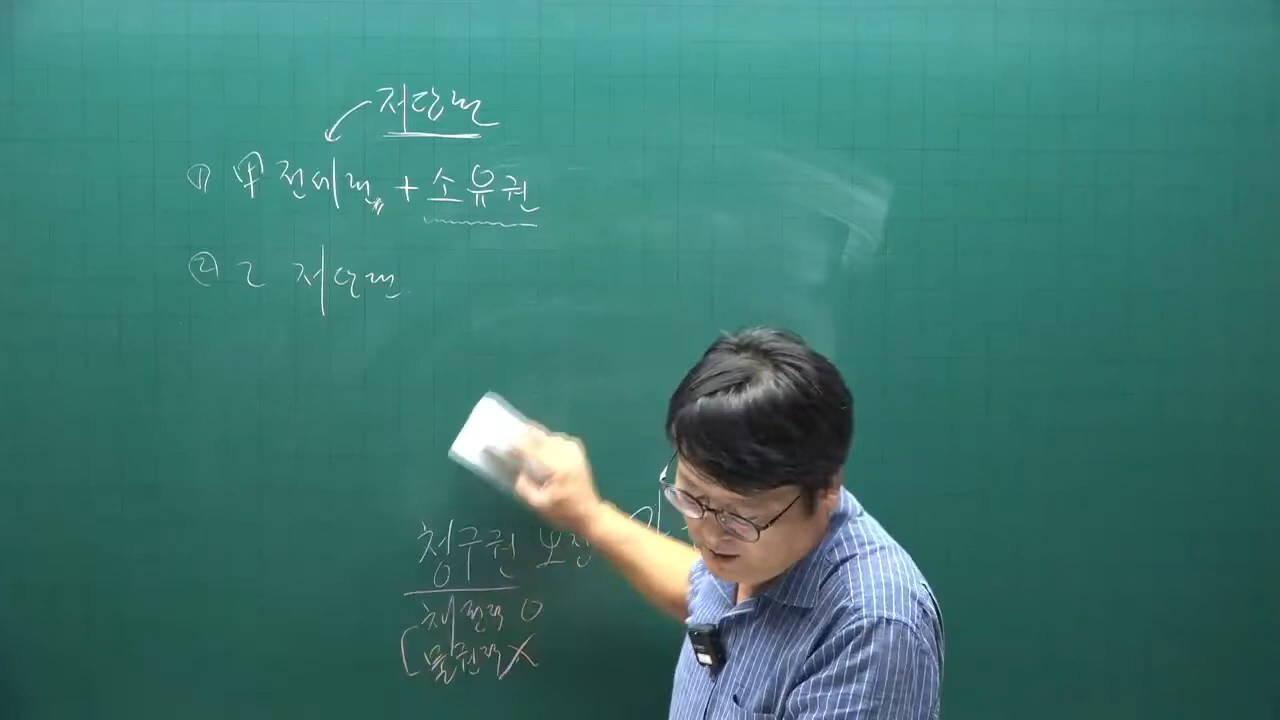 저당권
① 甲 전세권 + 소유권
② 乙 저당권
청구권 보전
채권적 O
물권적 X